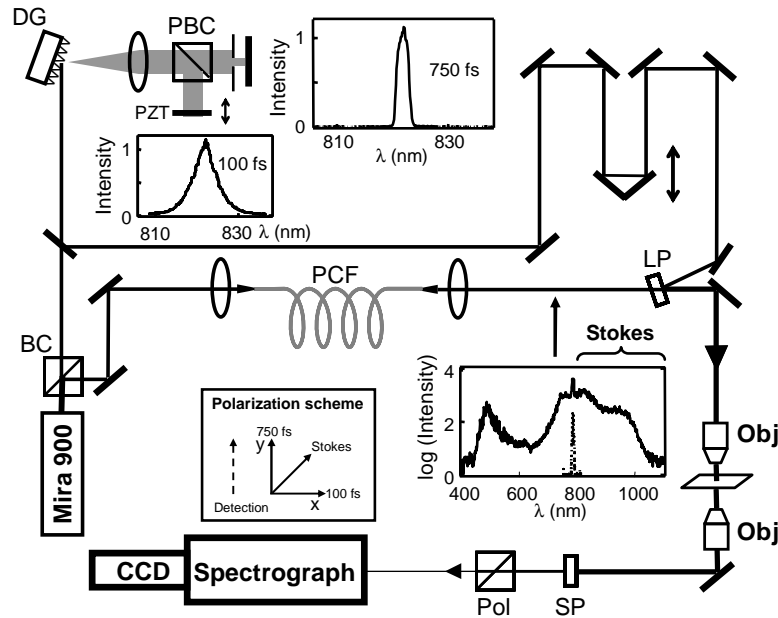 DG
PBC
PZT
Intensity
1
0
750 fs
810
830
λ (nm)
Intensity
1
0
100 fs
810
830
λ (nm)
LP
PCF
BC
Mira 900
Stokes
log (Intensity)
4
2
0
400
600
800
1000
λ (nm)
Polarization scheme
750 fs
y
Stokes
100 fs
x
Detection
Obj
Obj
CCD
Spectrograph
Pol
SP